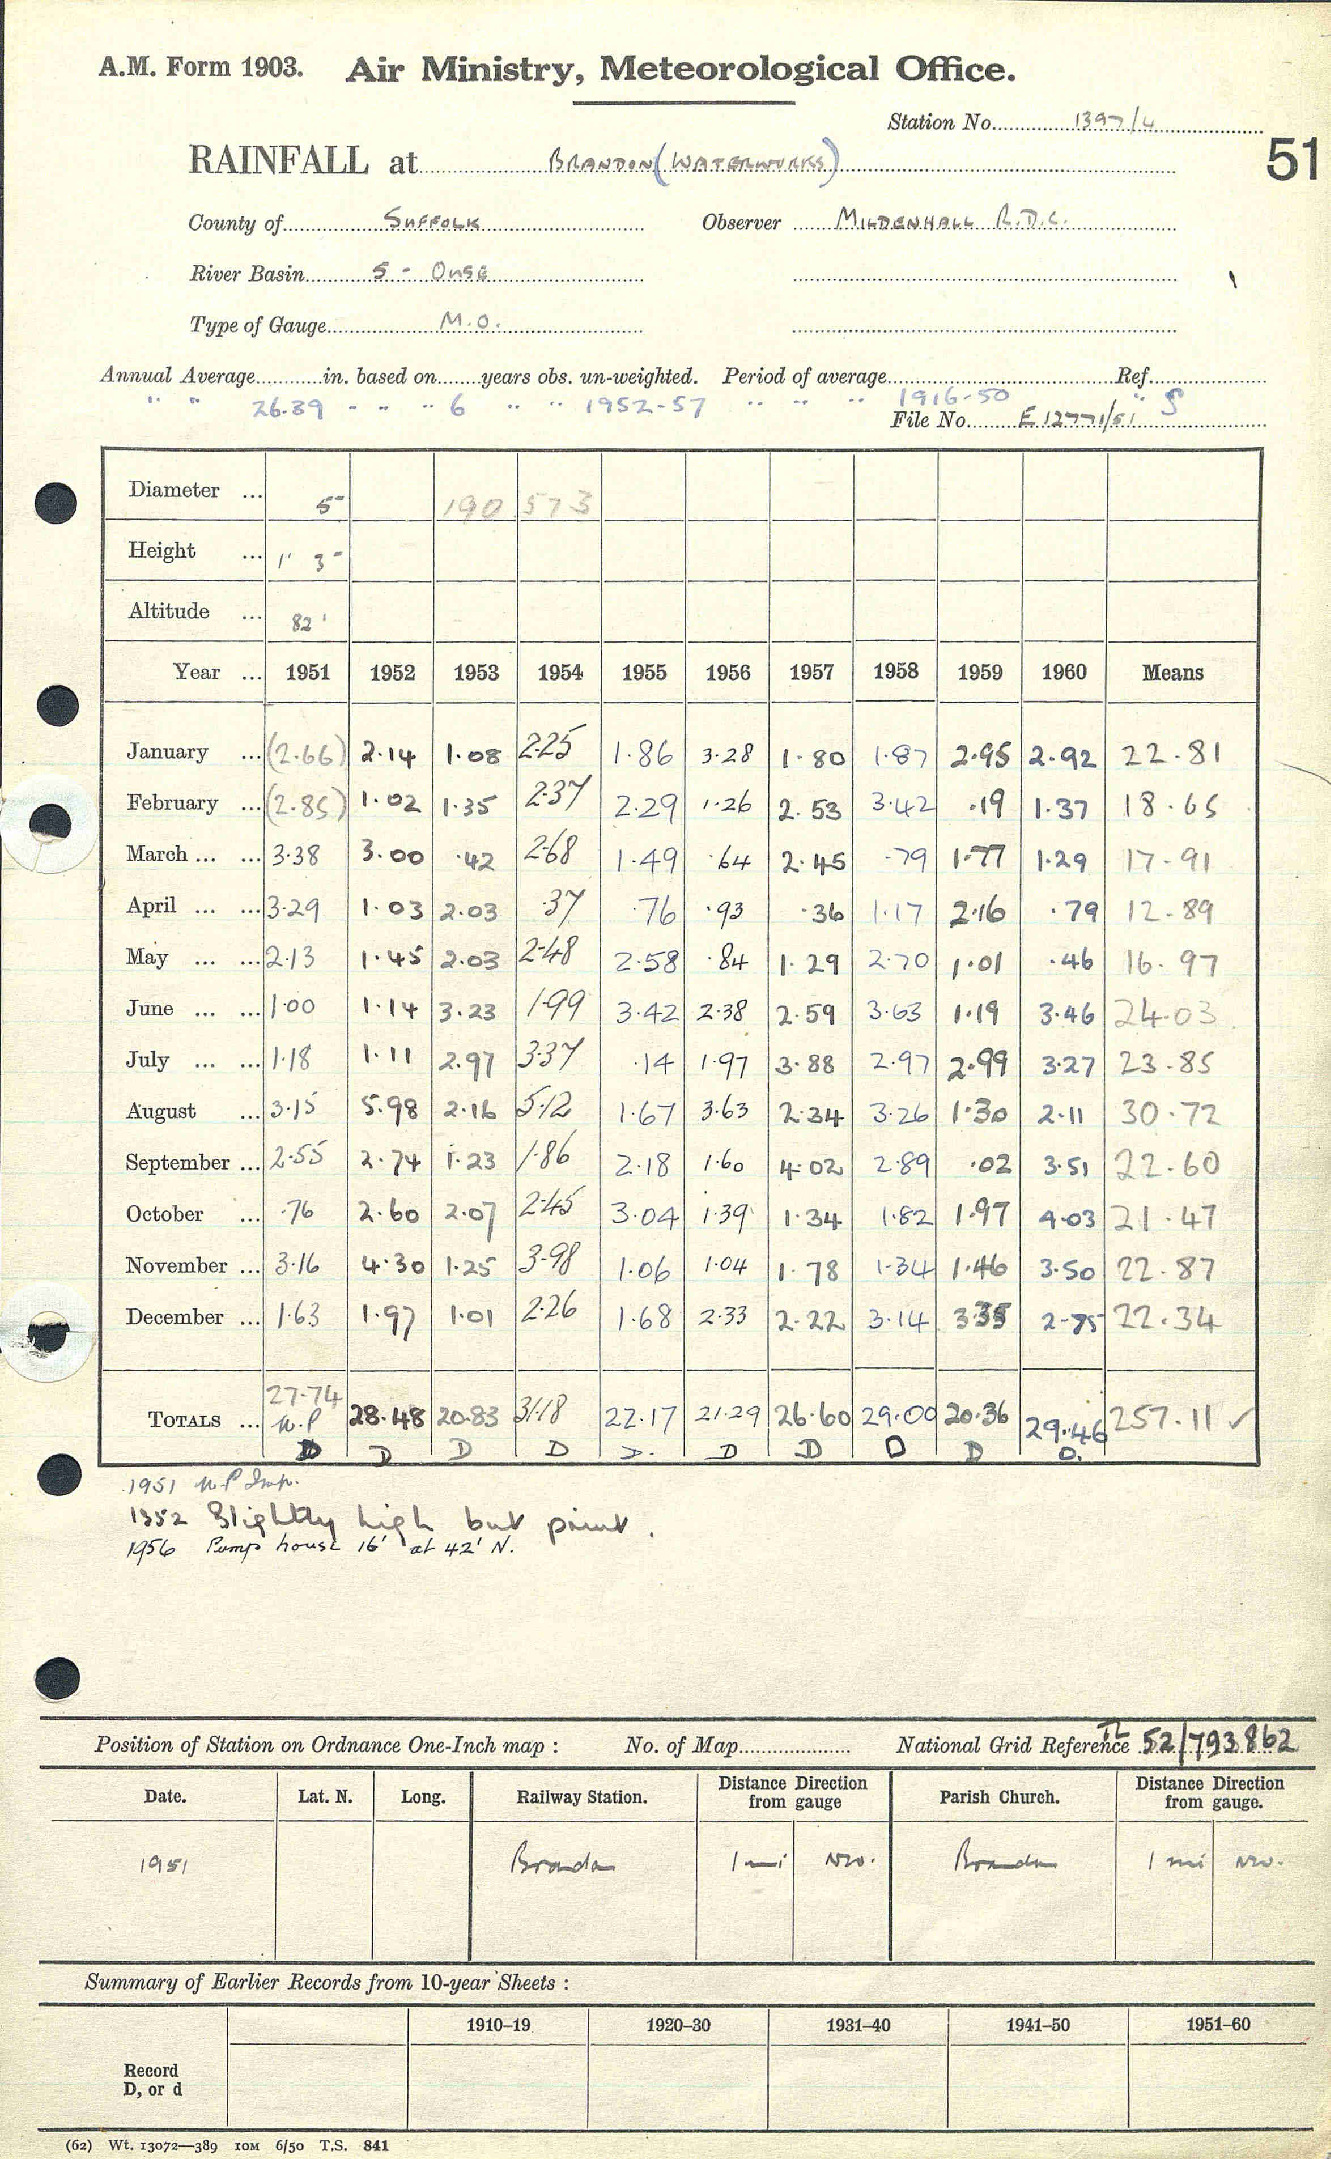 A.M. Form 1903. Air Ministry, Meteorological Office.
Station No. 1397/4
RAINFALL at BRANDON (WATERWORKS)
51
County of SUFFOLK Observer MILDENHALL R.D.C.
River Basin 5 - OUSE
Type of Gauge M.O.
Annual Average in. based on years obs. un-weighted. Period of average Ref.
" " 26.89 - " " 6 " " 1952-57 " " " 1916-50 " S
File No. E 12771/51
Diameter ... 5" 190 573
Height ... 1' 3"
Altitude ... 82'
Year ... 1951 1952 1953 1954 1955 1956 1957 1958 1959 1960 Means
January ... (2.66) 2.14 1.08 2.25 1.86 3.28 1.80 1.87 2.95 2.92 22.81
February ... (2.85) 1.02 1.35 2.37 2.29 1.26 2.53 3.42 .19 1.37 18.65
March ... ... 3.38 3.00 .42 2.68 1.49 .64 2.45 .79 1.77 1.29 17.91
April ... ... 3.29 1.03 2.03 .37 .76 .93 .36 1.17 2.16 .79 12.89
May ... ... 2.13 1.45 2.03 2.48 2.58 .84 1.29 2.70 1.01 .46 16.97
June ... ... 1.00 1.14 3.23 1.99 3.42 2.38 2.59 3.63 1.19 3.46 24.03
July ... ... 1.18 1.11 2.97 3.37 .14 1.97 3.88 2.97 2.99 3.27 23.85
August ... 3.15 5.98 2.16 5.12 1.67 3.63 2.34 3.26 1.30 2.11 30.72
September ... 2.55 2.74 1.23 1.86 2.18 1.60 4.02 2.89 .02 3.51 22.60
October ... .76 2.60 2.07 2.45 3.04 1.39 1.34 1.82 1.97 4.03 21.47
November ... 3.16 4.30 1.25 3.98 1.06 1.04 1.78 1.34 1.46 3.50 22.87
December ... 1.63 1.97 1.01 2.26 1.68 2.33 2.22 3.14 3.35 2.75 22.34
27.74
TOTALS ... n.P 28.48 20.83 31.18 22.17 21.29 26.60 29.00 20.36 29.46 257.11 ✓
D D D D D. D D D D D.
1951 n.P Imp.
1952 Slightly high but print.
1956 Pump house 16' at 42' N.
Position of Station on Ordnance One-Inch map : No. of Map National Grid Reference TL 52/793862
Date. Lat. N. Long. Railway Station. Distance Direction from gauge Parish Church. Distance Direction from gauge.
1951 Brandon 1 mi NW. Brandon 1 mi NW.
Summary of Earlier Records from 10-year Sheets :
1910–19 1920–30 1931–40 1941–50 1951–60
Record
D, or d
(62) Wt. 13072—389 10M 6/50 T.S. 841